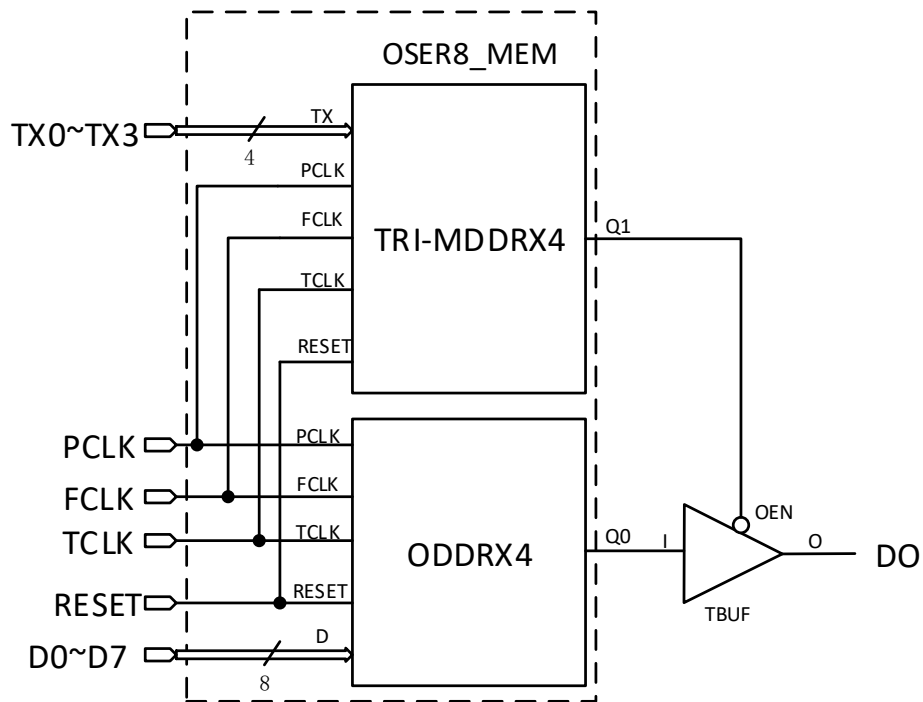 OSER8_MEM
TX0~TX3
4
TX
PCLK
FCLK
TCLK
RESET
TRI-MDDRX4
Q1
PCLK
FCLK
TCLK
RESET
D0~D7
8
PCLK
FCLK
TCLK
RESET
D
ODDRX4
Q0
I
OEN
O
TBUF
DO